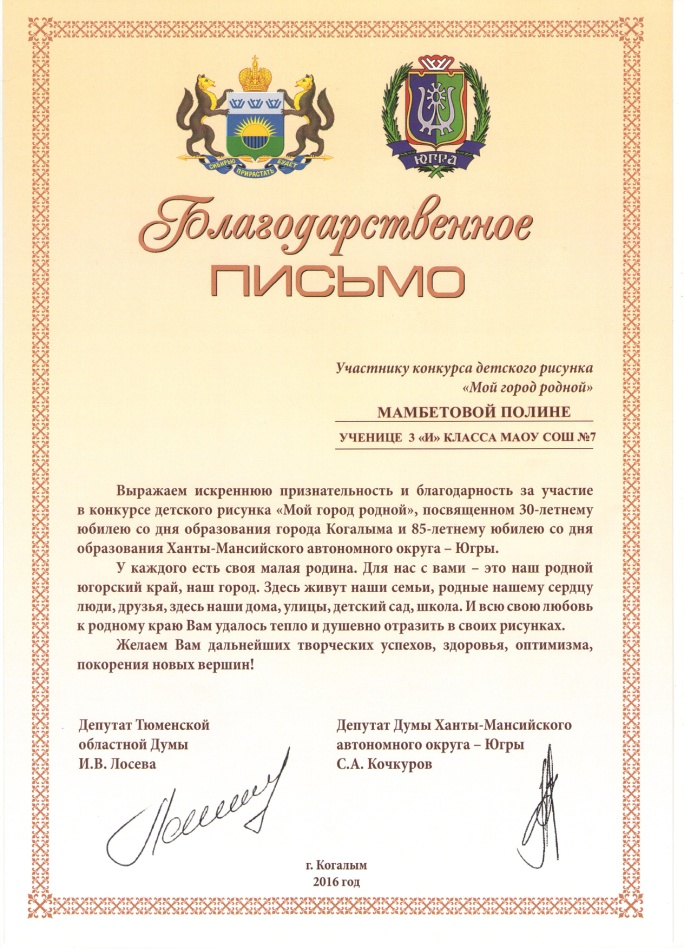 СИБИРЬЮ ПРИРАСТАТЬ БУДЕТ
ЮГРА
Благодарственное
ПИСЬМО
Участнику конкурса детского рисунка
«Мой город родной»
МАМБЕТОВОЙ ПОЛИНЕ
УЧЕНИЦЕ 3 «И» КЛАССА МАОУ СОШ №7
Выражаем искреннюю признательность и благодарность за участие
в конкурсе детского рисунка «Мой город родной», посвященном 30-летнему
юбилею со дня образования города Когалыма и 85-летнему юбилею со дня
образования Ханты-Мансийского автономного округа – Югры.
У каждого есть своя малая родина. Для нас с вами – это наш родной
югорский край, наш город. Здесь живут наши семьи, родные нашему сердцу
люди, друзья, здесь наши дома, улицы, детский сад, школа. И всю свою любовь
к родному краю Вам удалось тепло и душевно отразить в своих рисунках.
Желаем Вам дальнейших творческих успехов, здоровья, оптимизма,
покорения новых вершин!
Депутат Тюменской
областной Думы
И.В. Лосева
Депутат Думы Ханты-Мансийского
автономного округа – Югры
С.А. Кочкуров
г. Когалым
2016 год